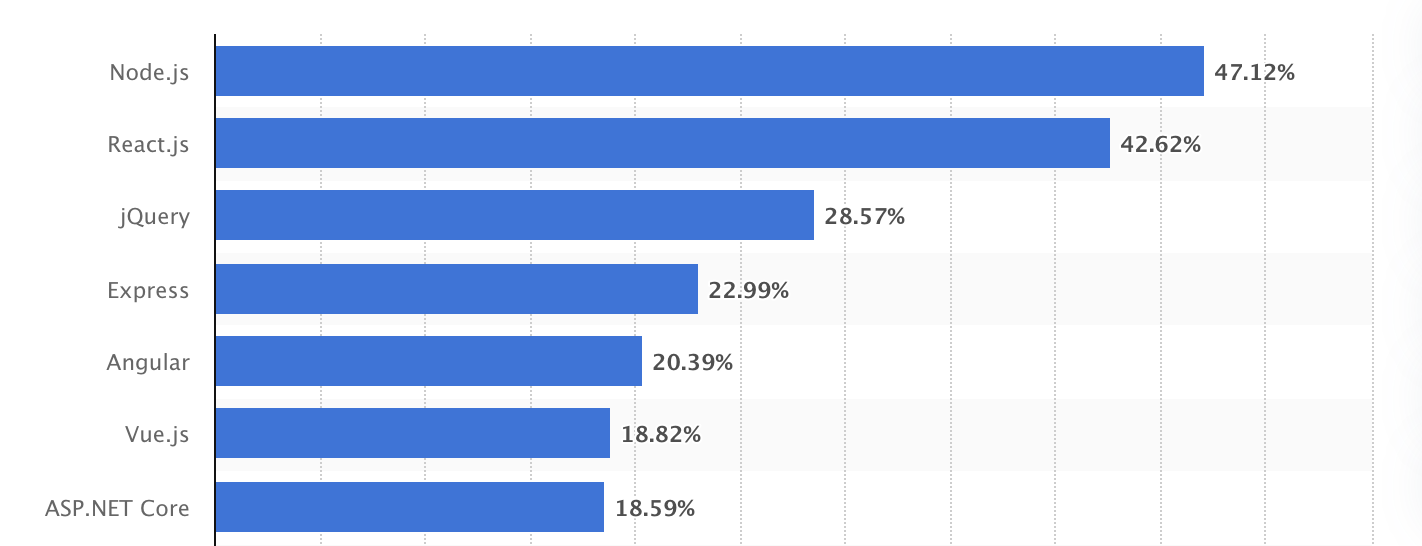 Node.js 47.12%
React.js 42.62%
jQuery 28.57%
Express 22.99%
Angular 20.39%
Vue.js 18.82%
ASP.NET Core 18.59%